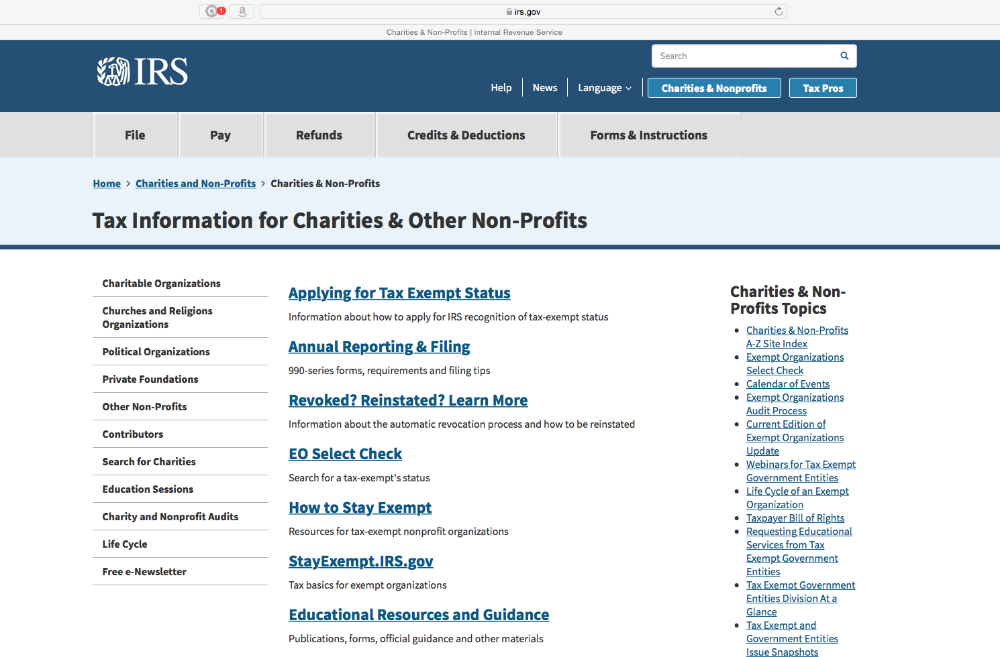 1
a
irs.gov
Charities & Non-Profits | Internal Revenue Service
IRS
Search
Help
News
Language
Charities & Nonprofits
Tax Pros
File
Pay
Refunds
Credits & Deductions
Forms & Instructions
Home > Charities and Non-Profits > Charities & Non-Profits
Tax Information for Charities & Other Non-Profits
Charitable Organizations
Churches and Religions
Organizations
Political Organizations
Private Foundations
Other Non-Profits
Contributors
Search for Charities
Education Sessions
Charity and Nonprofit Audits
Life Cycle
Free e-Newsletter
Applying for Tax Exempt Status
Information about how to apply for IRS recognition of tax-exempt status
Annual Reporting & Filing
990-series forms, requirements and filing tips
Revoked? Reinstated? Learn More
Information about the automatic revocation process and how to be reinstated
EO Select Check
Search for a tax-exempt's status
How to Stay Exempt
Resources for tax-exempt nonprofit organizations
StayExempt.IRS.gov
Tax basics for exempt organizations
Educational Resources and Guidance
Publications, forms, official guidance and other materials
Charities & Non-
Profits Topics
Charities & Non-Profits
A-Z Site Index
Exempt Organizations
Select Check
Calendar of Events
Exempt Organizations
Audit Process
Current Edition of
Exempt Organizations
Update
Webinars for Tax Exempt
Government Entities
Life Cycle of an Exempt
Organization
Taxpayer Bill of Rights
Requesting Educational
Services from Tax
Exempt Government
Entities
Tax Exempt Government
Entities Division At a
Glance
Tax Exempt and
Government Entities
Issue Snapshots